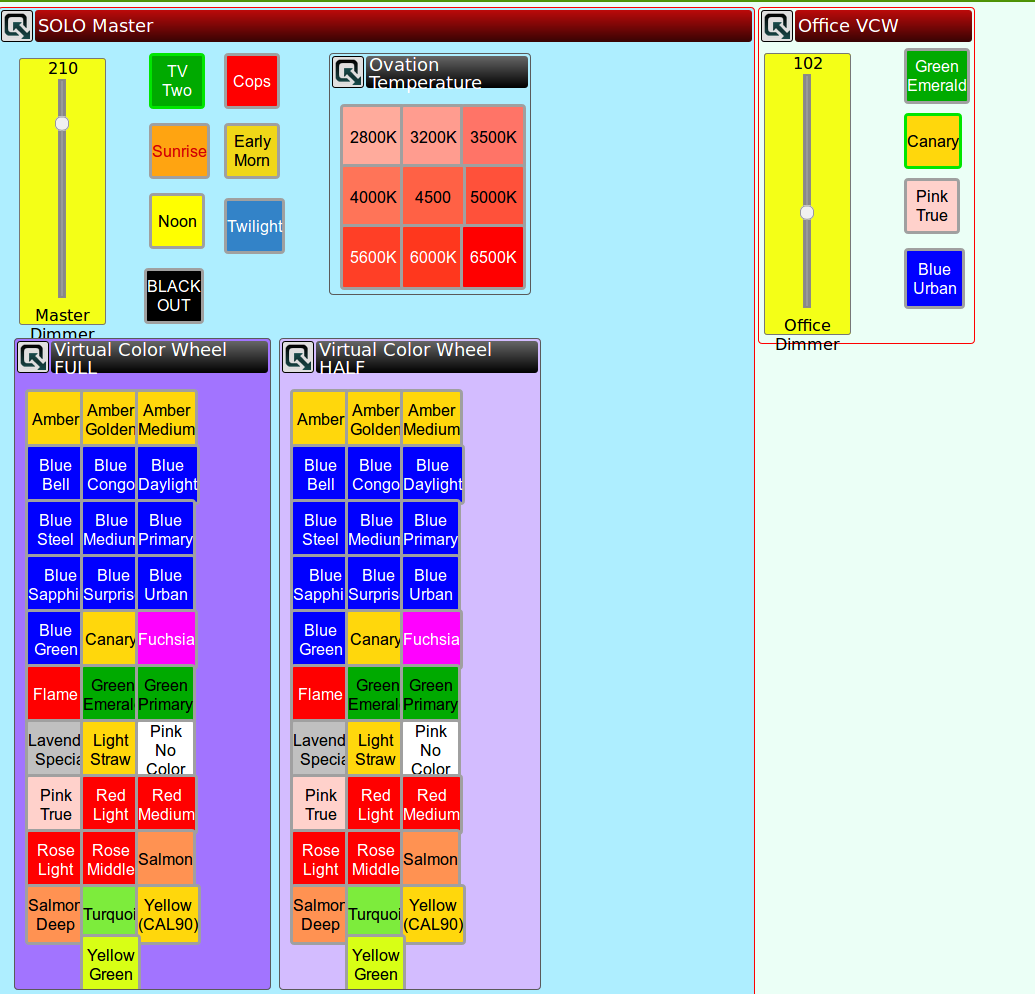 SOLO Master
210
Master
Dimmer
TV
Two
Cops
Sunrise
Early
Morn
Noon
Twilight
BLACK
OUT
Ovation
Temperature
2800K
3200K
3500K
4000K
4500
5000K
5600K
6000K
6500K
Virtual Color Wheel
FULL
Amber
Amber
Golden
Amber
Medium
Blue
Bell
Blue
Congo
Blue
Daylight
Blue
Steel
Blue
Medium
Blue
Primary
Blue
Sapphi
Blue
Surpris
Blue
Urban
Blue
Green
Canary
Fuchsia
Flame
Green
Emeral
Green
Primary
Lavend
Specia
Light
Straw
Pink
No
Color
Pink
True
Red
Light
Red
Medium
Rose
Light
Rose
Middle
Salmon
Salmon
Deep
Turquoi
Yellow
(CAL90)
Yellow
Green
Virtual Color Wheel
HALF
Amber
Amber
Golden
Amber
Medium
Blue
Bell
Blue
Congo
Blue
Daylight
Blue
Steel
Blue
Medium
Blue
Primary
Blue
Sapphi
Blue
Surpris
Blue
Urban
Blue
Green
Canary
Fuchsia
Flame
Green
Emeral
Green
Primary
Lavend
Specia
Light
Straw
Pink
No
Color
Pink
True
Red
Light
Red
Medium
Rose
Light
Rose
Middle
Salmon
Salmon
Deep
Turquoi
Yellow
(CAL90)
Yellow
Green
Office VCW
102
Office
Dimmer
Green
Emerald
Canary
Pink
True
Blue
Urban